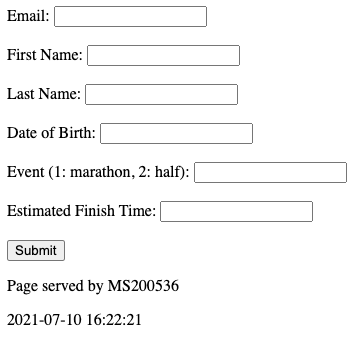 Email:
First Name:
Last Name:
Date of Birth:
Event (1: marathon, 2: half):
Estimated Finish Time:
Submit
Page served by MS200536
2021-07-10 16:22:21